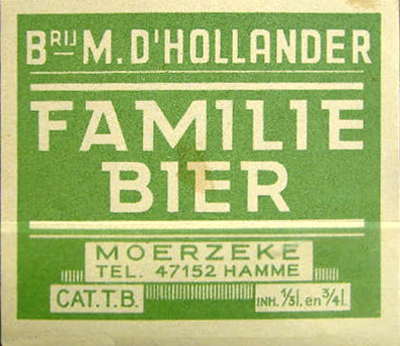 BRIJ M. D'HOLLANDER
FAMILIE
BIER
MOERZEKE
TEL. 47152 HAMME
CAT. T. B.
INH. 1/3 l. en 3/4 l.